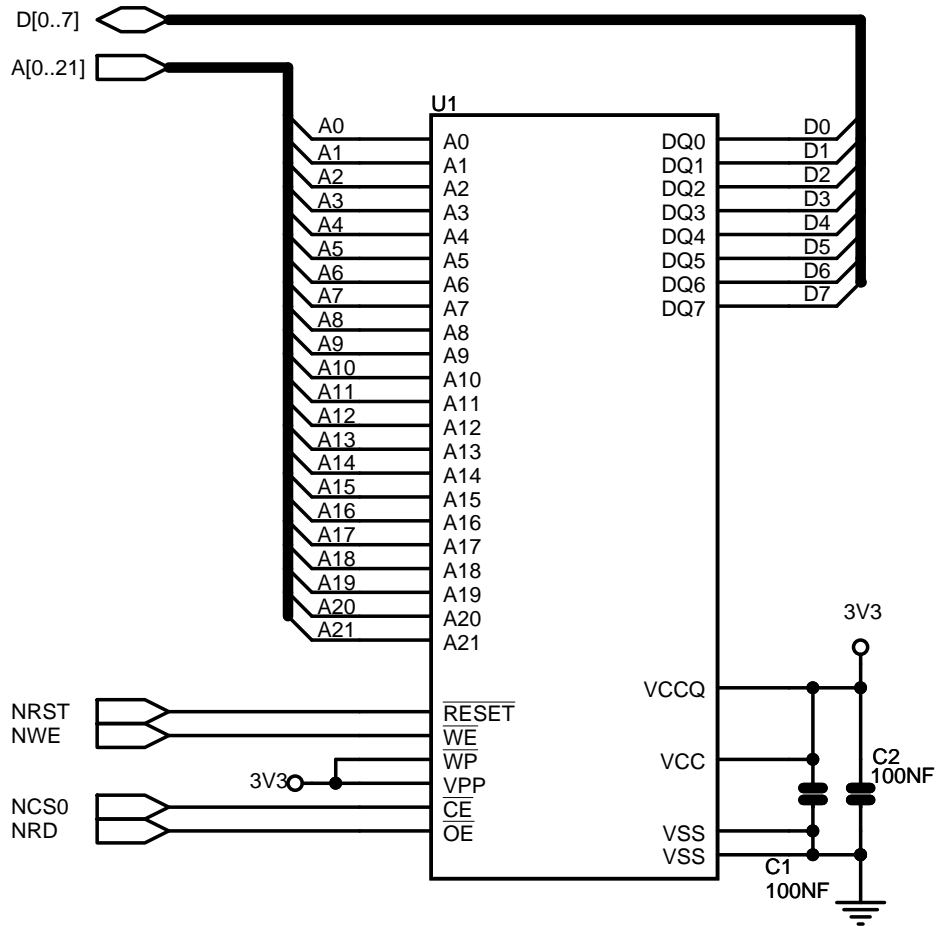 D[0..7]
A[0..21]
U1
A0 A0 DQ0 D0
A1 A1 DQ1 D1
A2 A2 DQ2 D2
A3 A3 DQ3 D3
A4 A4 DQ4 D4
A5 A5 DQ5 D5
A6 A6 DQ6 D6
A7 A7 DQ7 D7
A8 A8
A9 A9
A10 A10
A11 A11
A12 A12
A13 A13
A14 A14
A15 A15
A16 A16
A17 A17
A18 A18
A19 A19
A20 A20
A21 A21
3V3
VCCQ
NRST RESET
NWE WE
WP VCC
C2
100NF
3V3 VPP
NCS0 CE
NRD OE VSS
VSS
C1
100NF